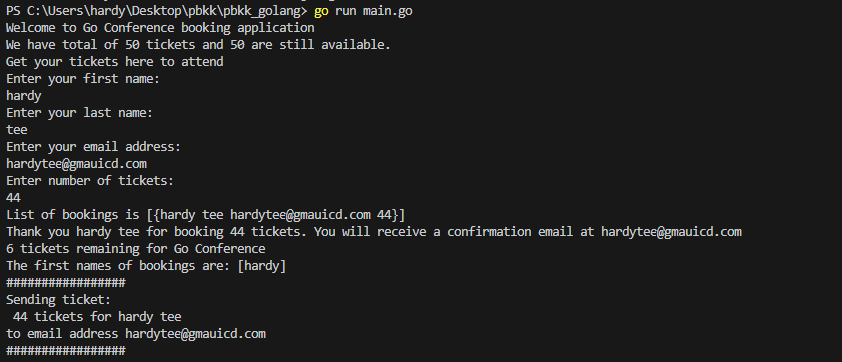 PS C:\Users\hardy\Desktop\pbkk\pbkk_golang> go run main.go
Welcome to Go Conference booking application
We have total of 50 tickets and 50 are still available.
Get your tickets here to attend
Enter your first name:
hardy
Enter your last name:
tee
Enter your email address:
hardytee@gmauicd.com
Enter number of tickets:
44
List of bookings is [{hardy tee hardytee@gmauicd.com 44}]
Thank you hardy tee for booking 44 tickets. You will receive a confirmation email at hardytee@gmauicd.com
6 tickets remaining for Go Conference
The first names of bookings are: [hardy]
#################
Sending ticket:
 44 tickets for hardy tee
to email address hardytee@gmauicd.com
#################